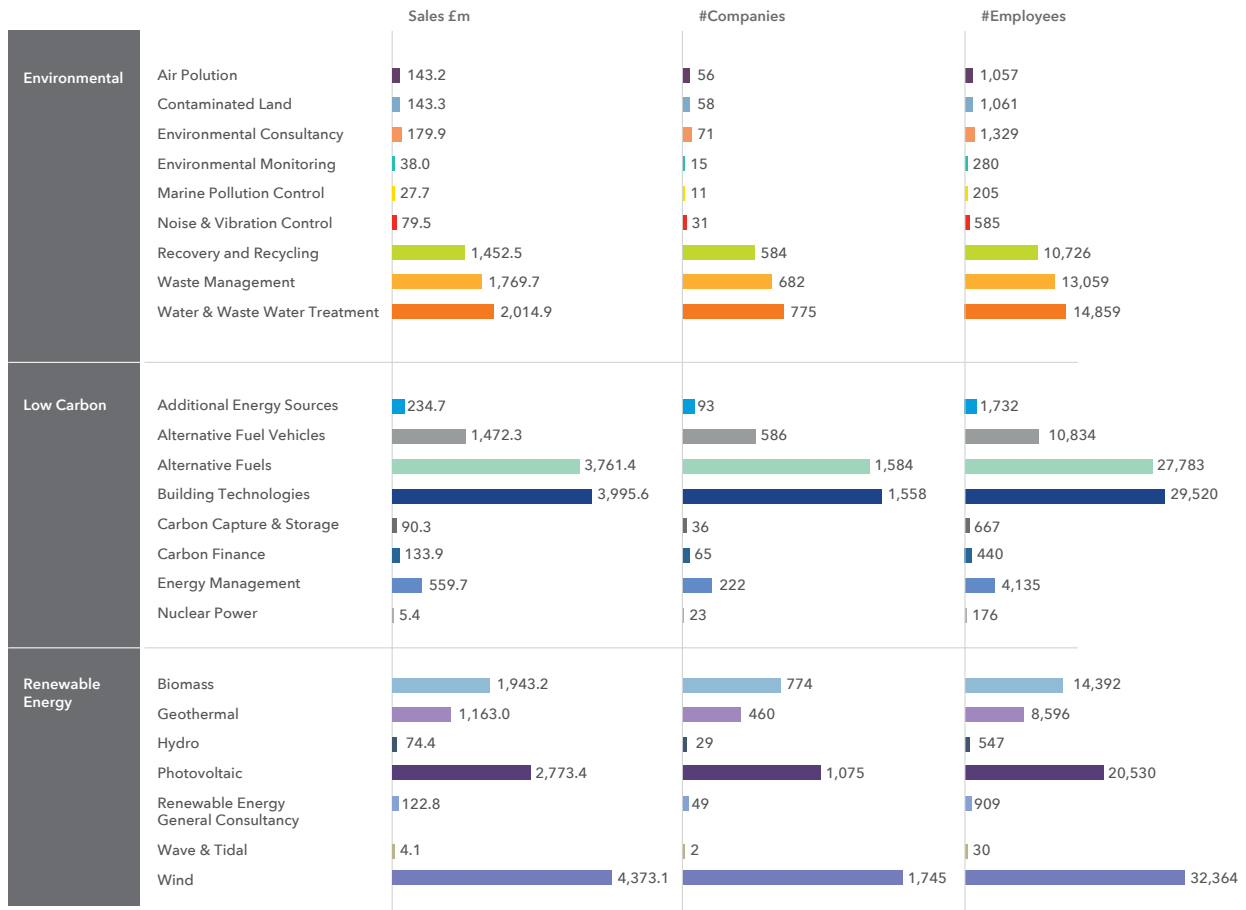 Sales £m #Companies #Employees
Environmental
Air Polution 143.2 56 1,057
Contaminated Land 143.3 58 1,061
Environmental Consultancy 179.9 71 1,329
Environmental Monitoring 38.0 15 280
Marine Pollution Control 27.7 11 205
Noise & Vibration Control 79.5 31 585
Recovery and Recycling 1,452.5 584 10,726
Waste Management 1,769.7 682 13,059
Water & Waste Water Treatment 2,014.9 775 14,859
Low Carbon
Additional Energy Sources 234.7 93 1,732
Alternative Fuel Vehicles 1,472.3 586 10,834
Alternative Fuels 3,761.4 1,584 27,783
Building Technologies 3,995.6 1,558 29,520
Carbon Capture & Storage 90.3 36 667
Carbon Finance 133.9 65 440
Energy Management 559.7 222 4,135
Nuclear Power 5.4 23 176
Renewable
Energy
Biomass 1,943.2 774 14,392
Geothermal 1,163.0 460 8,596
Hydro 74.4 29 547
Photovoltaic 2,773.4 1,075 20,530
Renewable Energy 122.8 49 909
General Consultancy
Wave & Tidal 4.1 2 30
Wind 4,373.1 1,745 32,364